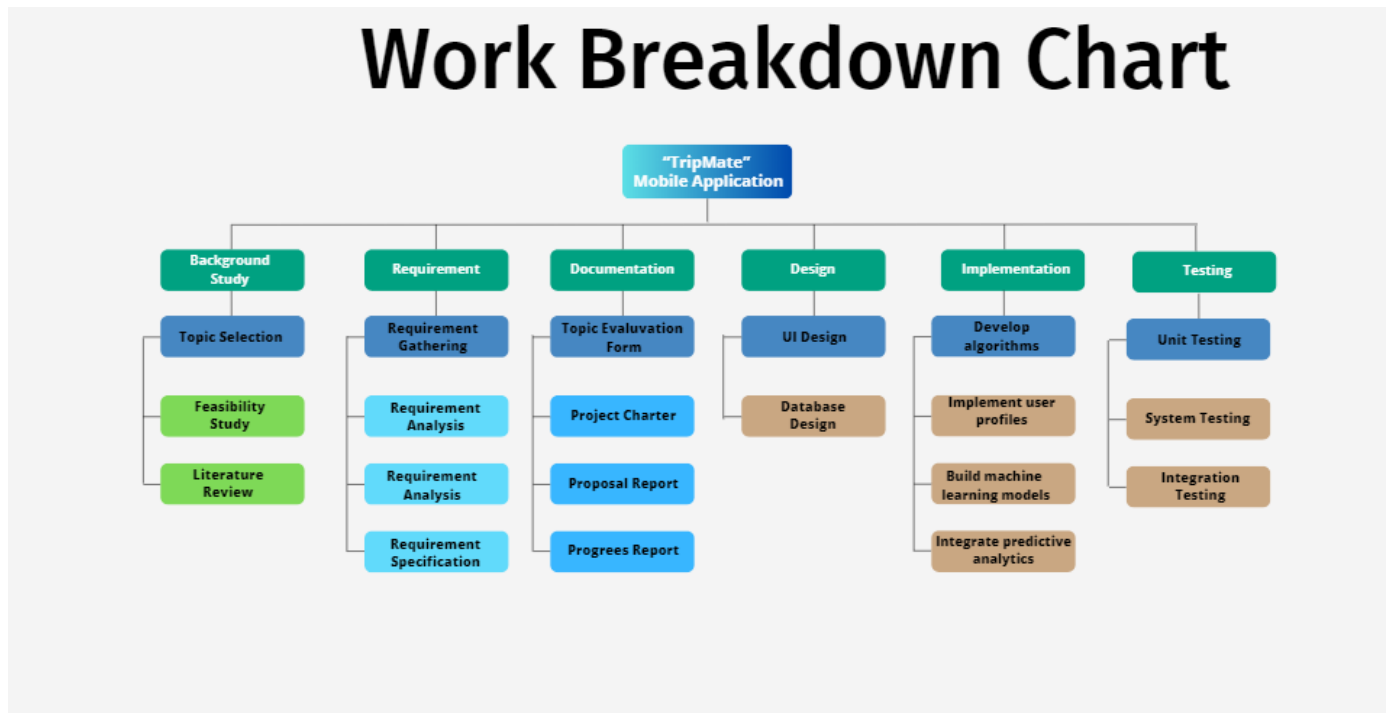 Work Breakdown Chart
“TripMate”
Mobile Application
Background
Study
Requirement
Documentation
Design
Implementation
Testing
Topic Selection
Feasibility
Study
Literature
Review
Requirement
Gathering
Requirement
Analysis
Requirement
Analysis
Requirement
Specification
Topic Evaluvation
Form
Project Charter
Proposal Report
Progrees Report
UI Design
Database
Design
Develop
algorithms
Implement user
profiles
Build machine
learning models
Integrate predictive
analytics
Unit Testing
System Testing
Integration
Testing